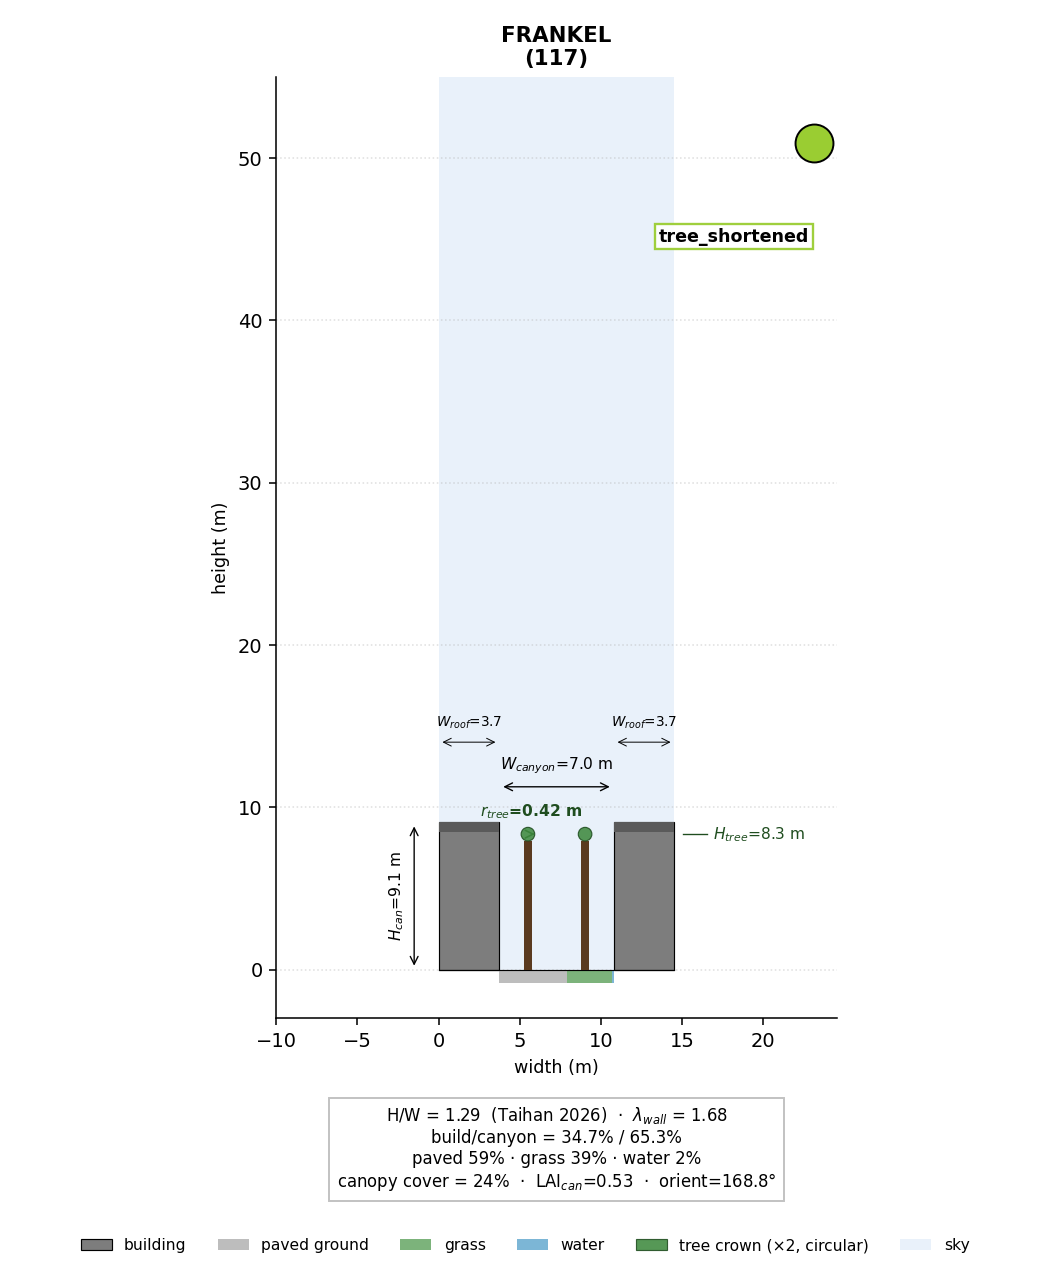 FRANKEL
(117)
50
tree_shortened
40
30
height (m)
20
W_roof=3.7
W_roof=3.7
W_canyon=7.0 m
10
r_tree=0.42 m
H_tree=8.3 m
H_can=9.1 m
0
−10
−5
0
5
10
15
20
width (m)
H/W = 1.29 (Taihan 2026) · λ_wall = 1.68
build/canyon = 34.7% / 65.3%
paved 59% · grass 39% · water 2%
canopy cover = 24% · LAI_can=0.53 · orient=168.8°
building
paved ground
grass
water
tree crown (×2, circular)
sky